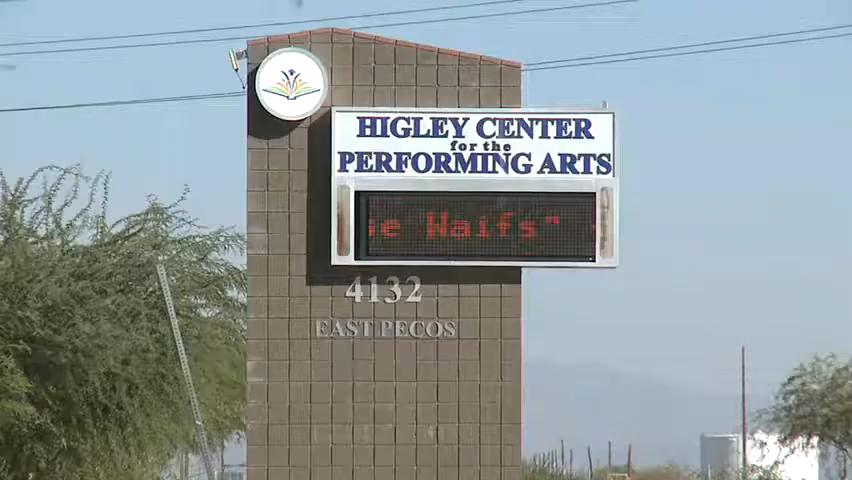 HIGLEY CENTER
for the
PERFORMING ARTS
Waifs"
4132
EAST PECOS